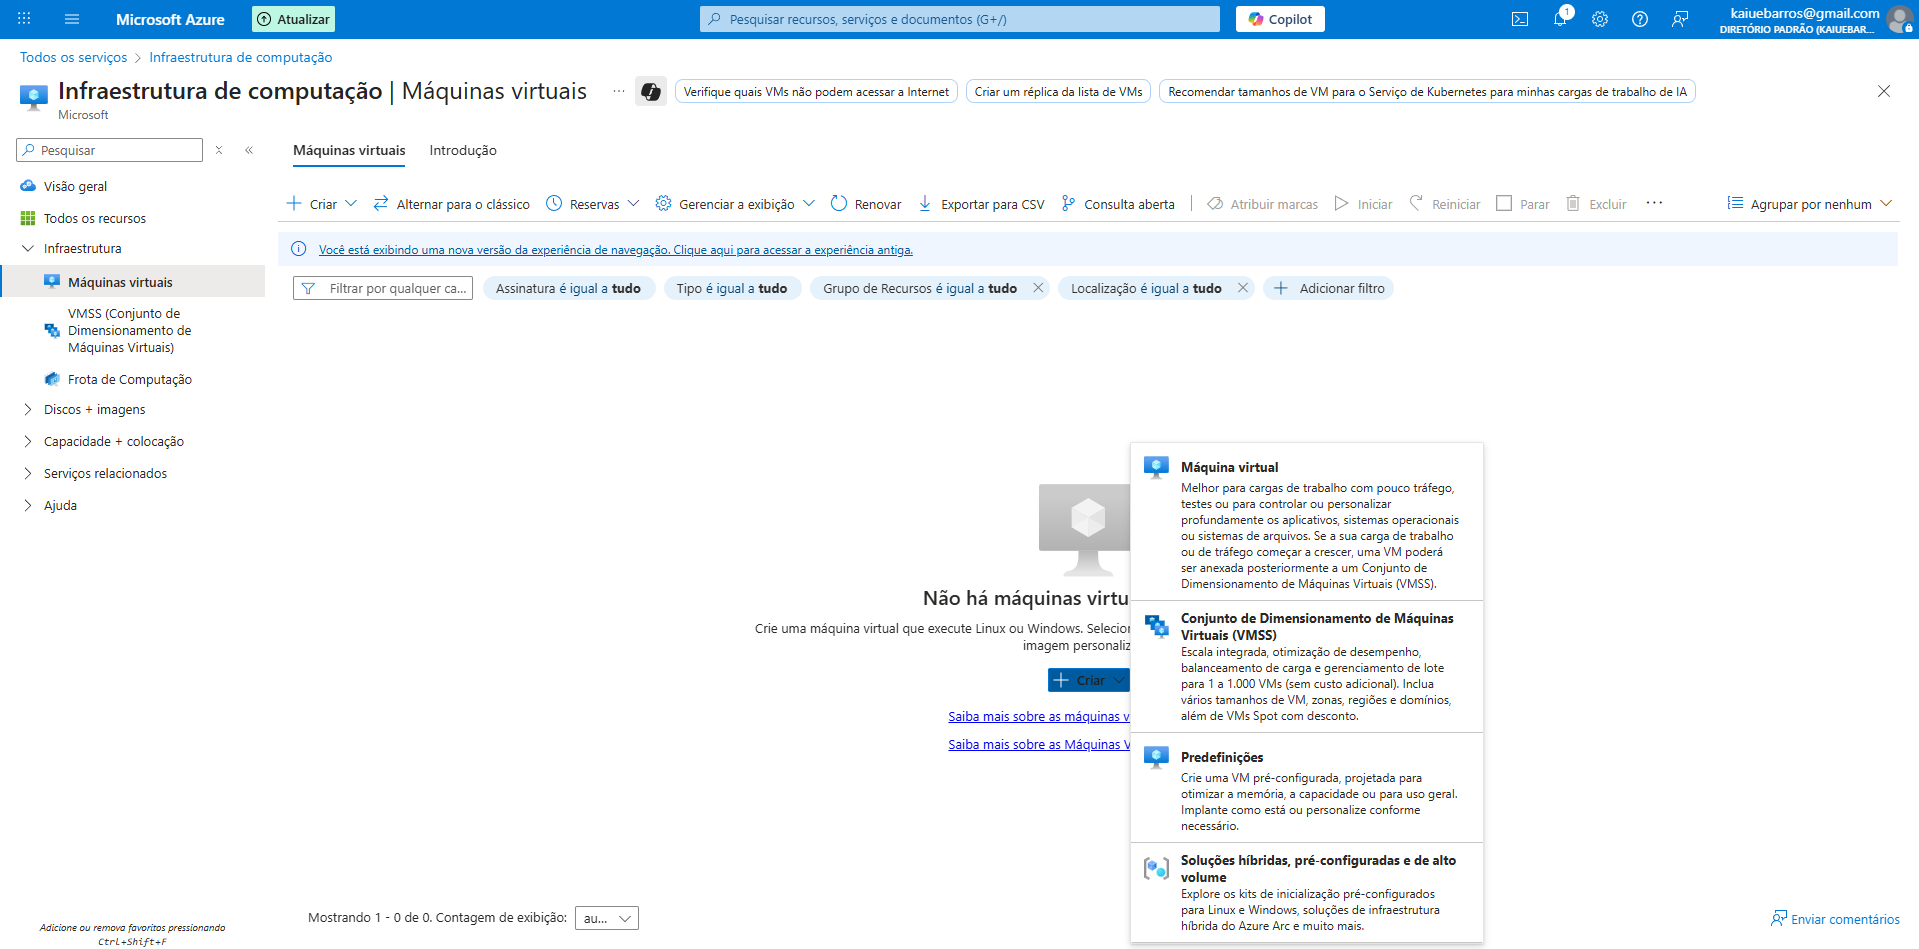 Microsoft Azure
Atualizar
Pesquisar recursos, serviços e documentos (G+/)
Copilot
1
kaiuebarros@gmail.com
DIRETÓRIO PADRÃO (KAIUEBAR...
Todos os serviços > Infraestrutura de computação
Infraestrutura de computação | Máquinas virtuais
Microsoft
...
Verifique quais VMs não podem acessar a Internet
Criar um réplica da lista de VMs
Recomendar tamanhos de VM para o Serviço de Kubernetes para minhas cargas de trabalho de IA
Pesquisar
Visão geral
Todos os recursos
Infraestrutura
Máquinas virtuais
VMSS (Conjunto de
Dimensionamento de
Máquinas Virtuais)
Frota de Computação
Discos + imagens
Capacidade + colocação
Serviços relacionados
Ajuda
Adicione ou remova favoritos pressionando
Ctrl+Shift+F
Máquinas virtuais
Introdução
Criar
Alternar para o clássico
Reservas
Gerenciar a exibição
Renovar
Exportar para CSV
Consulta aberta
Atribuir marcas
Iniciar
Reiniciar
Parar
Excluir
...
Agrupar por nenhum
Você está exibindo uma nova versão da experiência de navegação. Clique aqui para acessar a experiência antiga.
Filtrar por qualquer ca...
Assinatura é igual a tudo
Tipo é igual a tudo
Grupo de Recursos é igual a tudo
Localização é igual a tudo
Adicionar filtro
Não há máquinas virtu
Crie uma máquina virtual que execute Linux ou Windows. Selecior
imagem personaliz
Criar
Saiba mais sobre as máquinas v
Saiba mais sobre as Máquinas V
Máquina virtual
Melhor para cargas de trabalho com pouco tráfego,
testes ou para controlar ou personalizar
profundamente os aplicativos, sistemas operacionais
ou sistemas de arquivos. Se a sua carga de trabalho
ou de tráfego começar a crescer, uma VM poderá
ser anexada posteriormente a um Conjunto de
Dimensionamento de Máquinas Virtuais (VMSS).
Conjunto de Dimensionamento de Máquinas
Virtuais (VMSS)
Escala integrada, otimização de desempenho,
balanceamento de carga e gerenciamento de lote
para 1 a 1.000 VMs (sem custo adicional). Inclua
vários tamanhos de VM, zonas, regiões e domínios,
além de VMs Spot com desconto.
Predefinições
Crie uma VM pré-configurada, projetada para
otimizar a memória, a capacidade ou para uso geral.
Implante como está ou personalize conforme
necessário.
Soluções híbridas, pré-configuradas e de alto
volume
Explore os kits de inicialização pré-configurados
para Linux e Windows, soluções de infraestrutura
híbrida do Azure Arc e muito mais.
Mostrando 1 - 0 de 0. Contagem de exibição:
au...
Enviar comentários